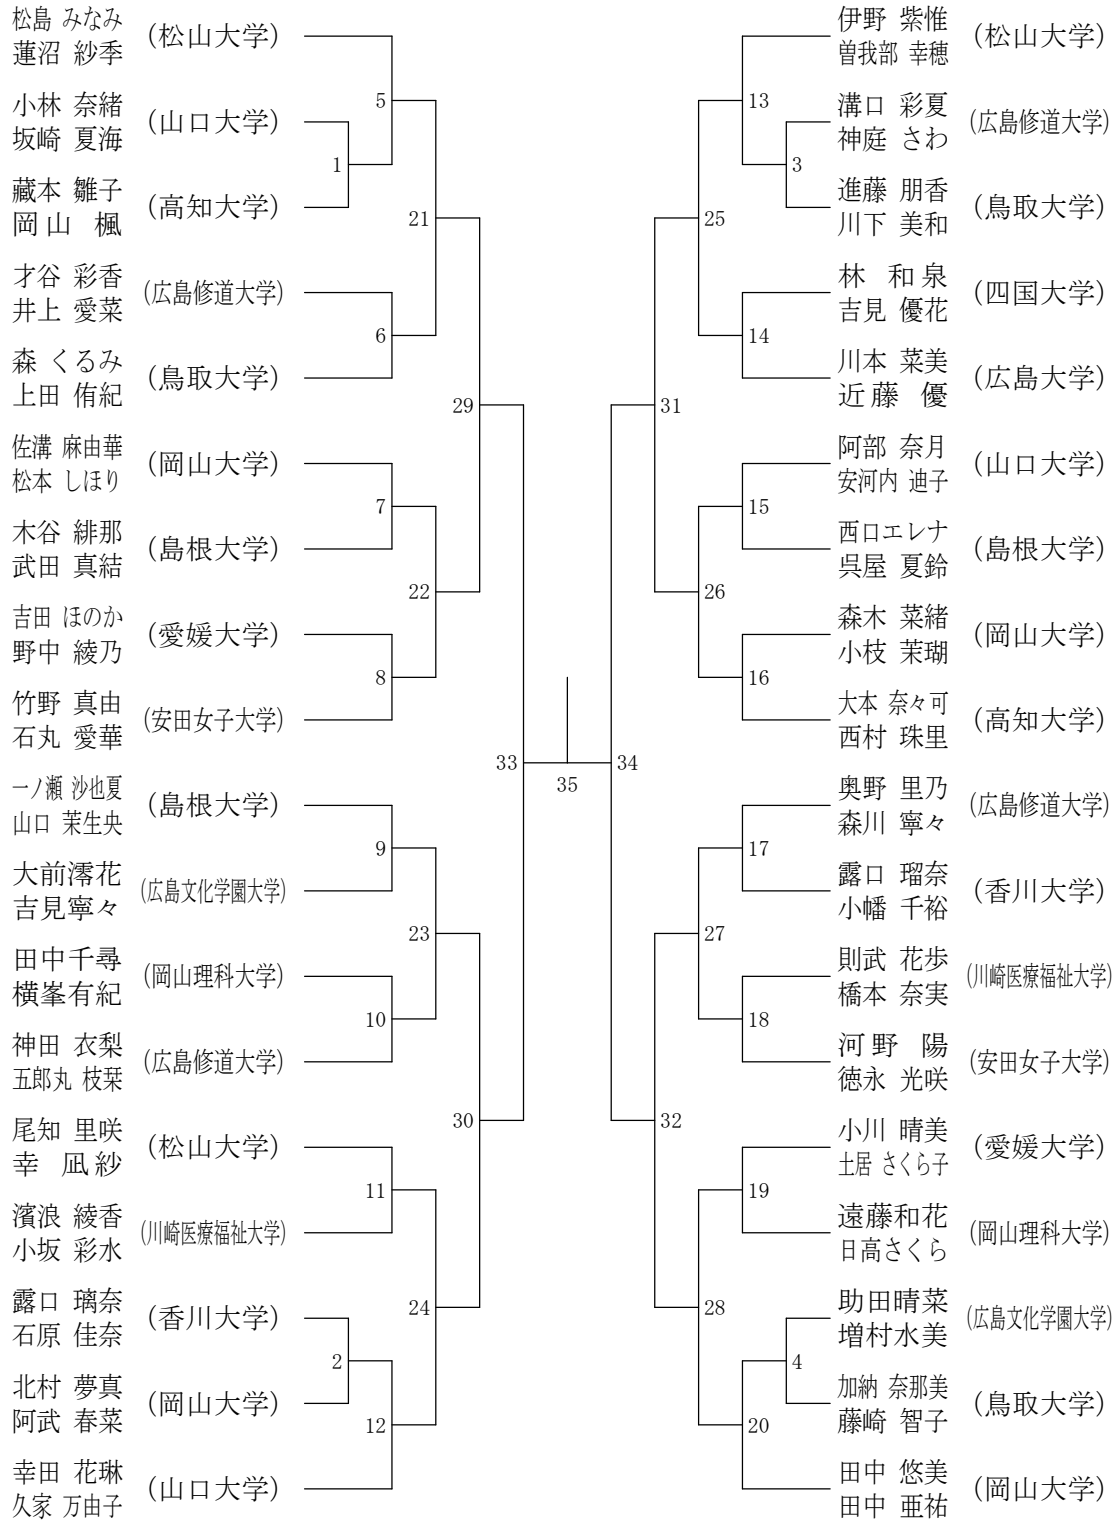 松島 みなみ
蓮沼 紗季
(松山大学)
小林 奈緒
坂崎 夏海
(山口大学)
藏本 雛子
岡山 楓
(高知大学)
才谷 彩香
井上 愛菜
(広島修道大学)
森 くるみ
上田 侑紀
(鳥取大学)
佐溝 麻由華
松本 しほり
(岡山大学)
木谷 緋那
武田 真結
(島根大学)
吉田 ほのか
野中 綾乃
(愛媛大学)
竹野 真由
石丸 愛華
(安田女子大学)
一ノ瀬 沙也夏
山口 茉生央
(島根大学)
大前澪花
吉見寧々
(広島文化学園大学)
田中千尋
横峯有紀
(岡山理科大学)
神田 衣梨
五郎丸 枝栞
(広島修道大学)
尾知 里咲
幸 凪紗
(松山大学)
濱浪 綾香
小坂 彩水
(川崎医療福祉大学)
露口 璃奈
石原 佳奈
(香川大学)
北村 夢真
阿武 春菜
(岡山大学)
幸田 花琳
久家 万由子
(山口大学)
1
2
5
6
7
8
9
10
11
12
21
22
23
24
29
30
33
35
34
31
32
25
26
27
28
13
14
15
16
17
18
19
20
3
4
伊野 紫惟
曽我部 幸穂
(松山大学)
溝口 彩夏
神庭 さわ
(広島修道大学)
進藤 朋香
川下 美和
(鳥取大学)
林 和泉
吉見 優花
(四国大学)
川本 菜美
近藤 優
(広島大学)
阿部 奈月
安河内 迪子
(山口大学)
西口エレナ
呉屋 夏鈴
(島根大学)
森木 菜緒
小枝 茉瑚
(岡山大学)
大本 奈々可
西村 珠里
(高知大学)
奥野 里乃
森川 寧々
(広島修道大学)
露口 瑠奈
小幡 千裕
(香川大学)
則武 花歩
橋本 奈実
(川崎医療福祉大学)
河野 陽
徳永 光咲
(安田女子大学)
小川 晴美
土居 さくら子
(愛媛大学)
遠藤和花
日高さくら
(岡山理科大学)
助田晴菜
増村水美
(広島文化学園大学)
加納 奈那美
藤崎 智子
(鳥取大学)
田中 悠美
田中 亜祐
(岡山大学)